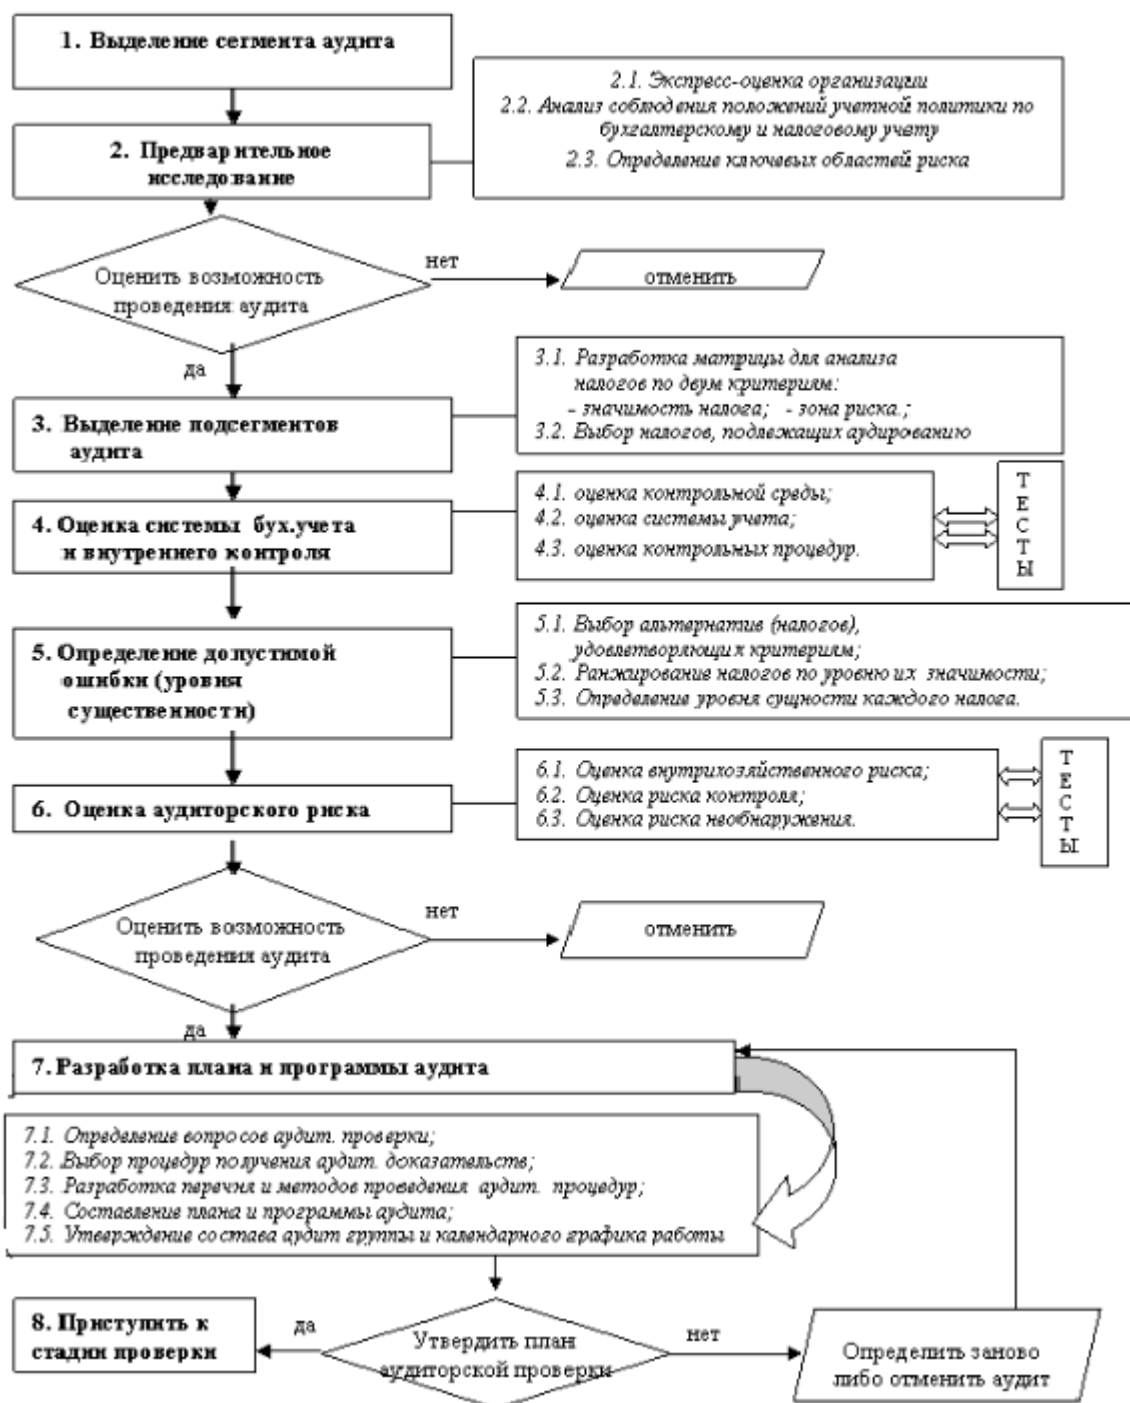 1. Выделение сегмента аудита
2.1. Экспресс-оценка организации
2.2. Анализ соблюдения положений учетной политики по
бухгалтерскому и налоговому учету
2.3. Определение ключевых областей риска
2. Предварительное
исследование
Оценить возможность
проведения аудита
нет
отменить
да
3.1. Разработка матрицы для анализа
налогов по двум критериям:
- значимость налога; - зона риска.;
3.2. Выбор налогов, подлежащих аудированию
3. Выделение подсегментов
аудита
4. Оценка системы бух.учета
и внутреннего контроля
4.1. оценка контрольной среды;
4.2. оценка системы учета;
4.3. оценка контрольных процедур.
Т
Е
С
Т
Ы
5. Определение допустимой
ошибки (уровня
существенности)
5.1. Выбор альтернатив (налогов),
удовлетворяющих критериям;
5.2. Ранжирование налогов по уровню их значимости;
5.3. Определение уровня сущности каждого налога.
6. Оценка аудиторского риска
6.1. Оценка внутрихозяйственного риска;
6.2. Оценка риска контроля;
6.3. Оценка риска необнаружения.
Т
Е
С
Т
Ы
Оценить возможность
проведения аудита
нет
отменить
да
7. Разработка плана и программы аудита
7.1. Определение вопросов аудит. проверки;
7.2. Выбор процедур получения аудит. доказательств;
7.3. Разработка перечня и методов проведения аудит. процедур;
7.4. Составление плана и программы аудита;
7.5. Утверждение состава аудит группы и календарного графика работы
8. Приступить к
стадии проверки
да
Утвердить план
аудиторской проверки
нет
Определить заново
либо отменить аудит